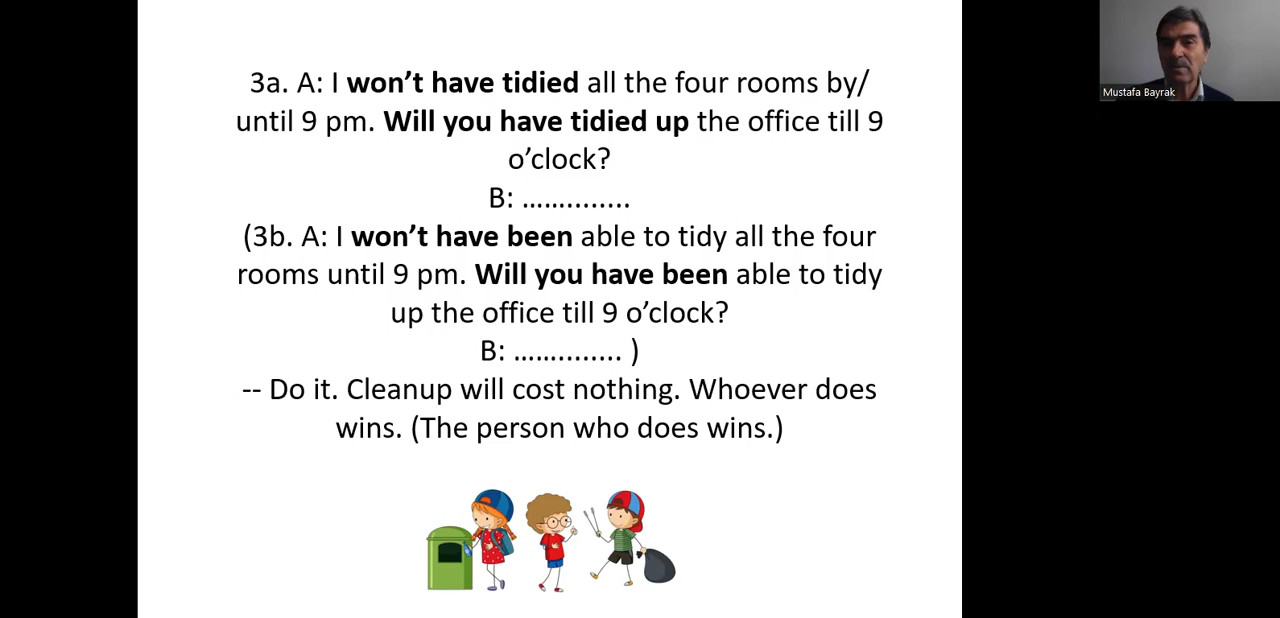 3a. A: I won’t have tidied all the four rooms by/
until 9 pm. Will you have tidied up the office till 9
o’clock?
B: ..............
(3b. A: I won’t have been able to tidy all the four
rooms until 9 pm. Will you have been able to tidy
up the office till 9 o’clock?
B: .............. )
-- Do it. Cleanup will cost nothing. Whoever does
wins. (The person who does wins.)
Mustafa Bayrak